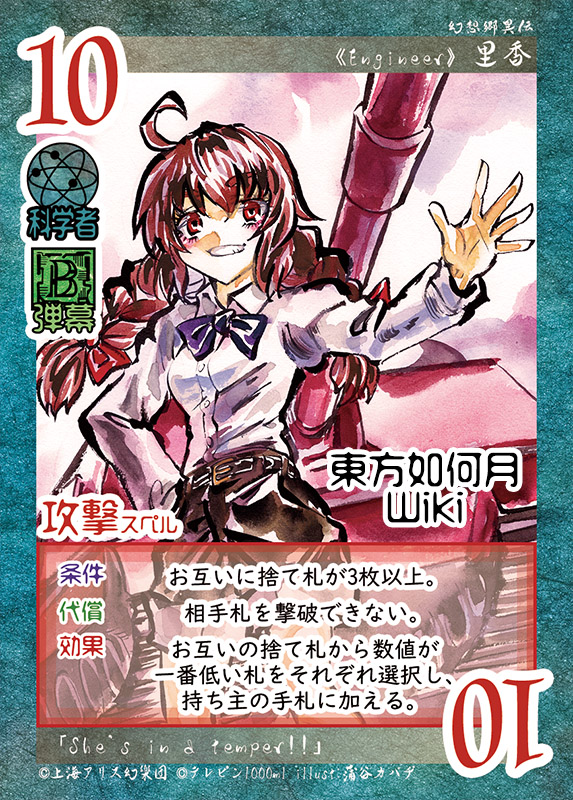 10
幻想郷異伝
《Engineer》 里香
科学者
B
弾幕
東方如何月
Wiki
攻撃スペル
条件 お互いに捨て札が3枚以上。
代償 相手札を撃破できない。
効果 お互いの捨て札から数値が
一番低い札をそれぞれ選択し、
持ち主の手札に加える。
10
「She's in a temper!!」
©上海アリス幻樂団 ©テレビン1000ml illust:蒲谷カバヂ